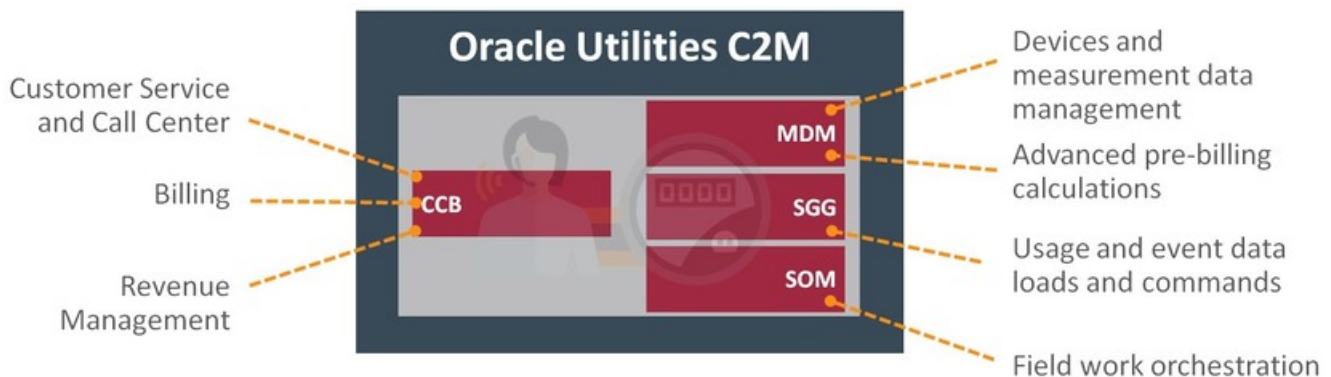 Oracle Utilities C2M
Customer Service
and Call Center
Billing
Revenue
Management
CCB
MDM
SGG
SOM
0000
Devices and
measurement data
management
Advanced pre-billing
calculations
Usage and event data
loads and commands
Field work orchestration